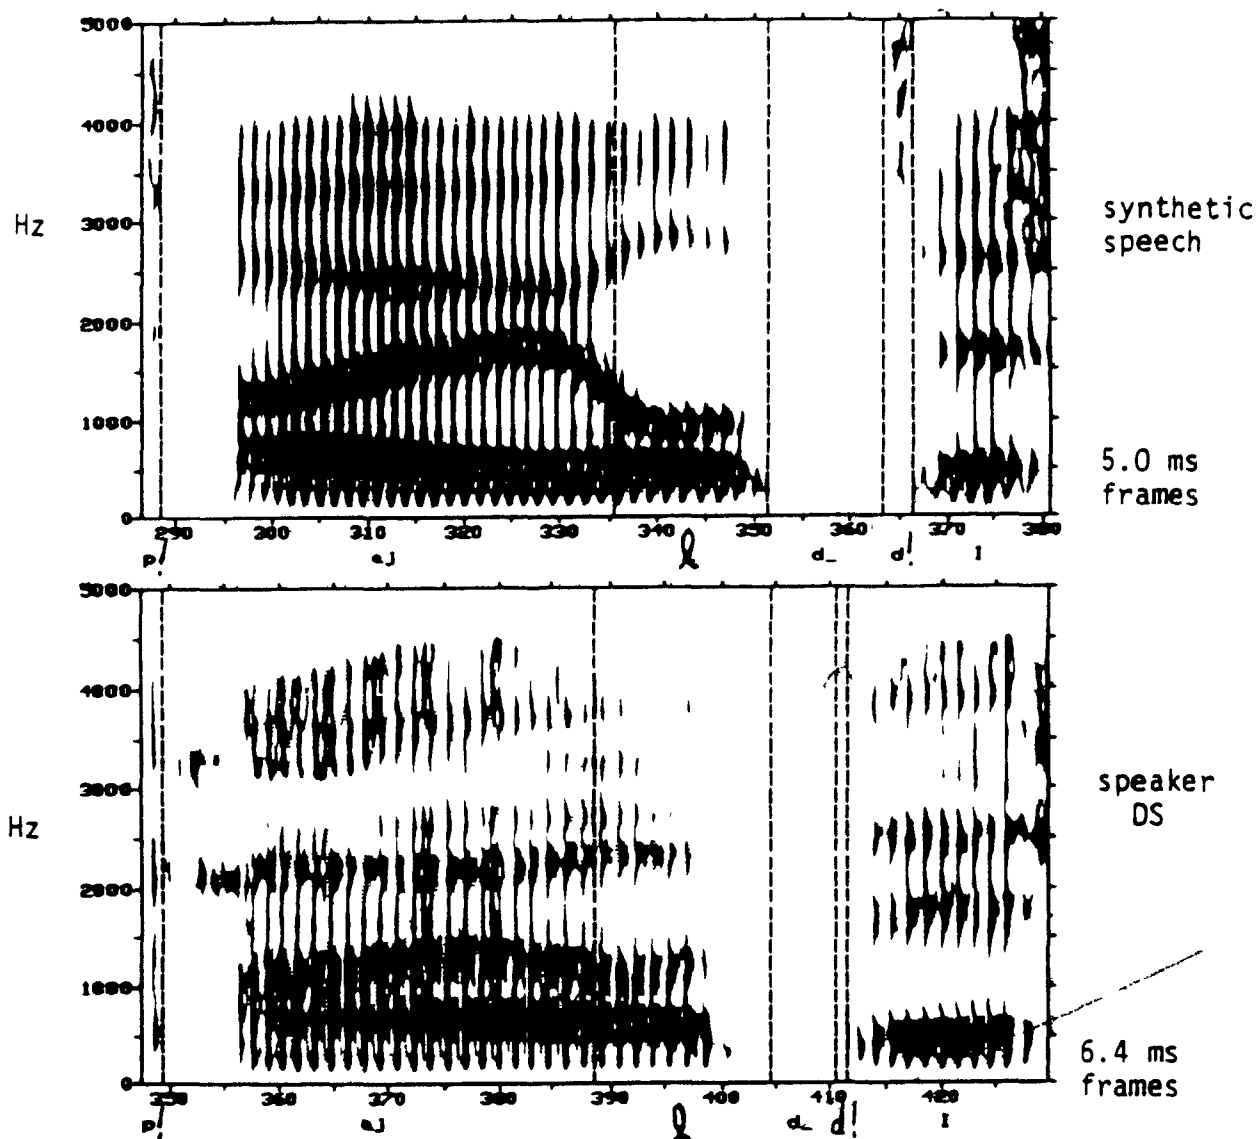 5000
4000
3000
2000
1000
0
Hz
synthetic
speech
5.0 ms
frames
290 300 310 320 330 340 350 360 370 380
p! aj l d_ d! I
5000
4000
3000
2000
1000
0
Hz
speaker
DS
6.4 ms
frames
350 360 370 380 390 400 410 420
p! aj l d_ d! I